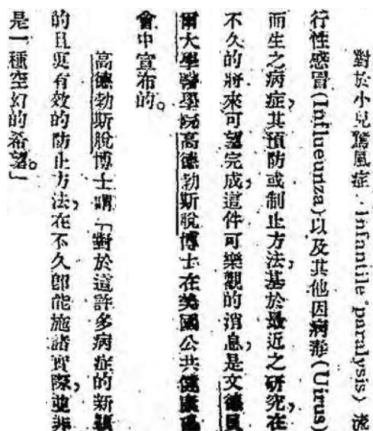 對於小兒驚風症（infantile paralysis）流
行性感冒(Influeunza)以及其他因病毒(Uirus)
而生之病症，其預防或制止方法，基於最近之研究，在
不久的將來可望完成，這件可樂觀的消息，是文德貝
爾大學醫學院高德勃斯脫博士在美國公共健康協
會中宣布的。
高德勃斯脫博士謂「對於這許多病症的新穎
的且更有效的防止方法，在不久卽能施諸實際，並非
是一種空幻的希望。」